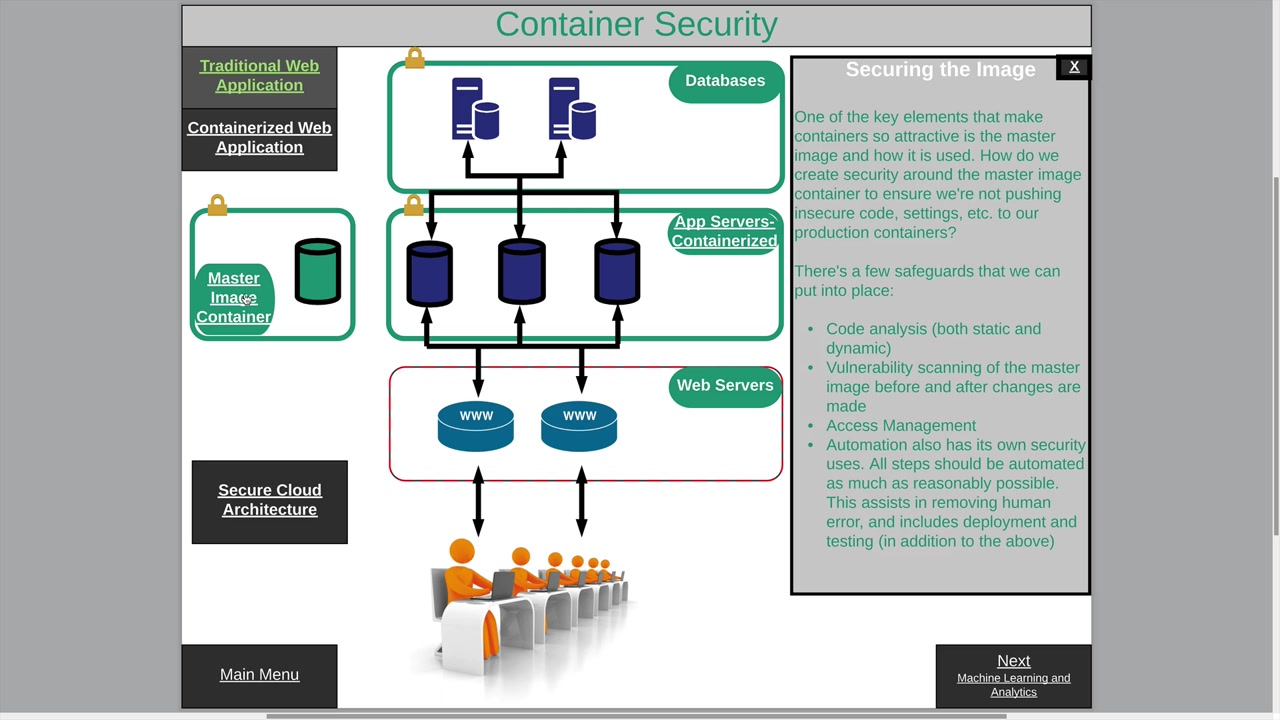 Container Security
Traditional Web
Application
Containerized Web
Application
Databases
App Servers-
Containerized
Master
Image
Container
Web Servers
www
www
Secure Cloud
Architecture
Main Menu
Securing the Image
X
One of the key elements that make
containers so attractive is the master
image and how it is used. How do we
create security around the master image
container to ensure we're not pushing
insecure code, settings, etc. to our
production containers?
There's a few safeguards that we can
put into place:
• Code analysis (both static and
dynamic)
• Vulnerability scanning of the master
image before and after changes are
made
• Access Management
• Automation also has its own security
uses. All steps should be automated
as much as reasonably possible.
This assists in removing human
error, and includes deployment and
testing (in addition to the above)
Next
Machine Learning and
Analytics